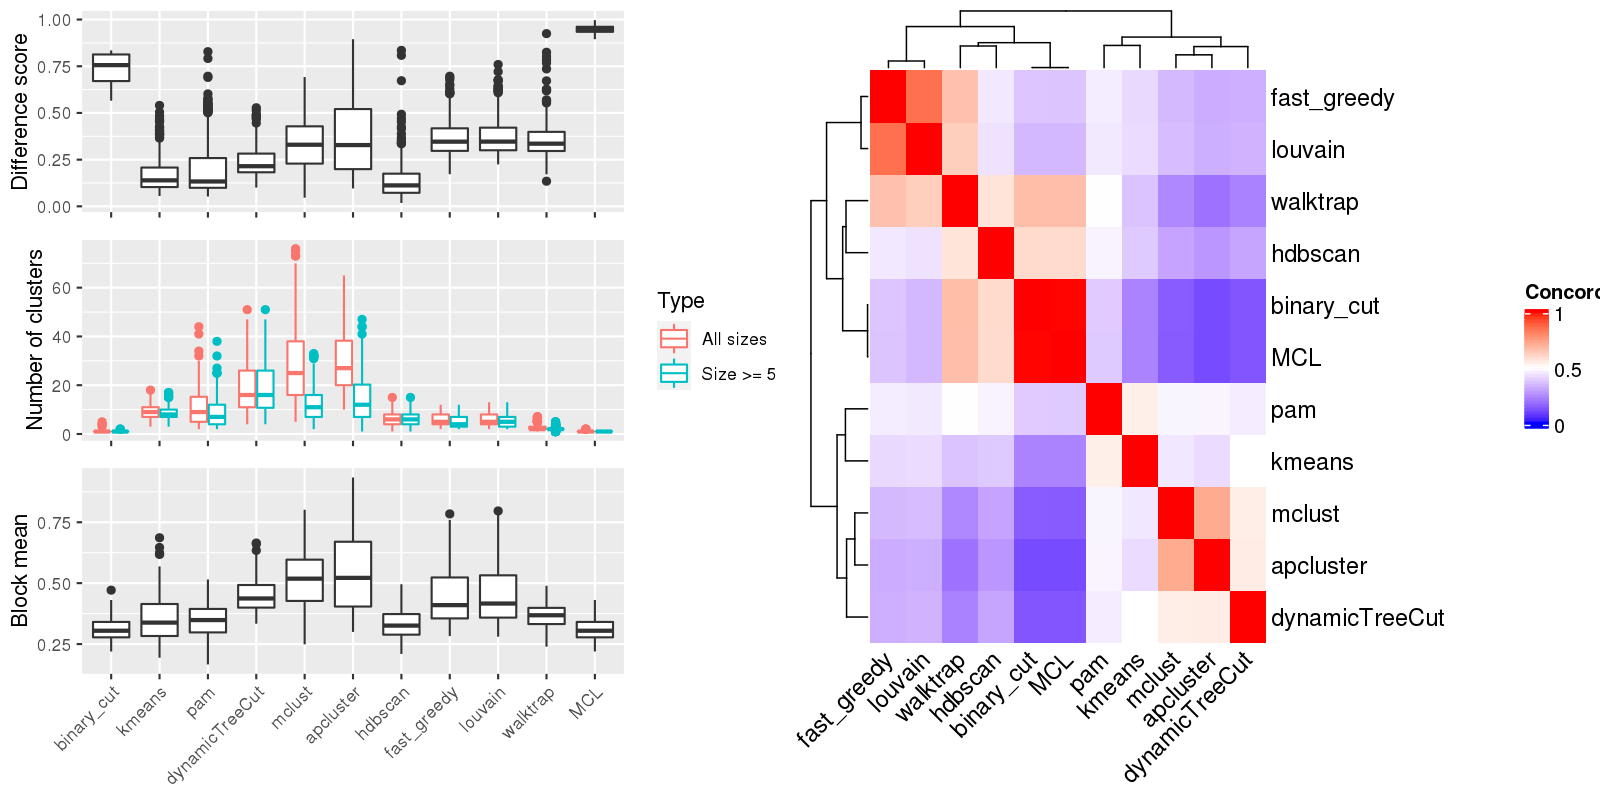 Difference score
1.00
0.75
0.50
0.25
0.00
Number of clusters
60
40
20
0
Block mean
0.75
0.50
0.25
binary_cut
kmeans
pam
dynamicTreeCut
mclust
apcluster
hdbscan
fast_greedy
louvain
walktrap
MCL
Type
All sizes
Size >= 5
fast_greedy
louvain
walktrap
hdbscan
binary_cut
MCL
pam
kmeans
mclust
apcluster
dynamicTreeCut
fast_greedy
louvain
walktrap
hdbscan
binary_cut
MCL
pam
kmeans
mclust
apcluster
dynamicTreeCut
Concord
1
0.5
0